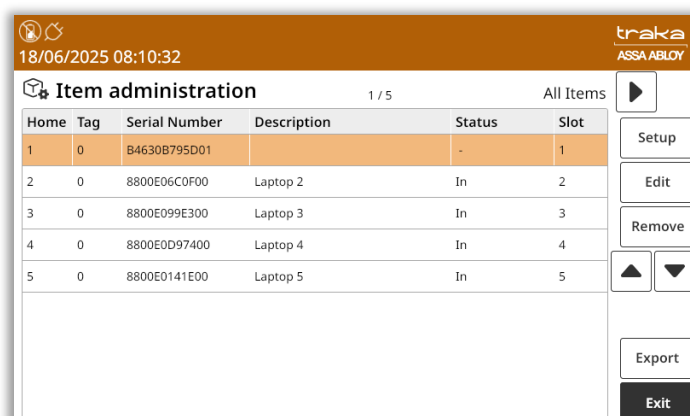 18/06/2025 08:10:32
traka
ASSA ABLOY
Item administration 1 / 5 All Items
Home Tag Serial Number Description Status Slot
1 0 B4630B795D01 - 1
2 0 8800E06C0F00 Laptop 2 In 2
3 0 8800E099E300 Laptop 3 In 3
4 0 8800E0D97400 Laptop 4 In 4
5 0 8800E0141E00 Laptop 5 In 5
Setup
Edit
Remove
Export
Exit